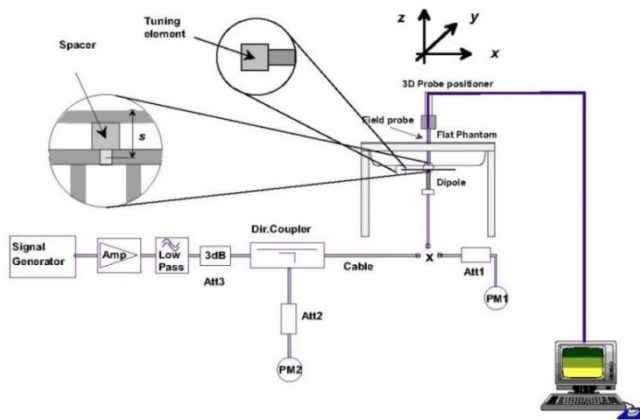 Tuning
element
Spacer
s
z
y
x
3D Probe positioner
Field probe
Flat Phantom
Dipole
Signal
Generator
Amp
Low
Pass
3dB
Att3
Dir.Coupler
Cable
x
Att1
PM1
Att2
PM2